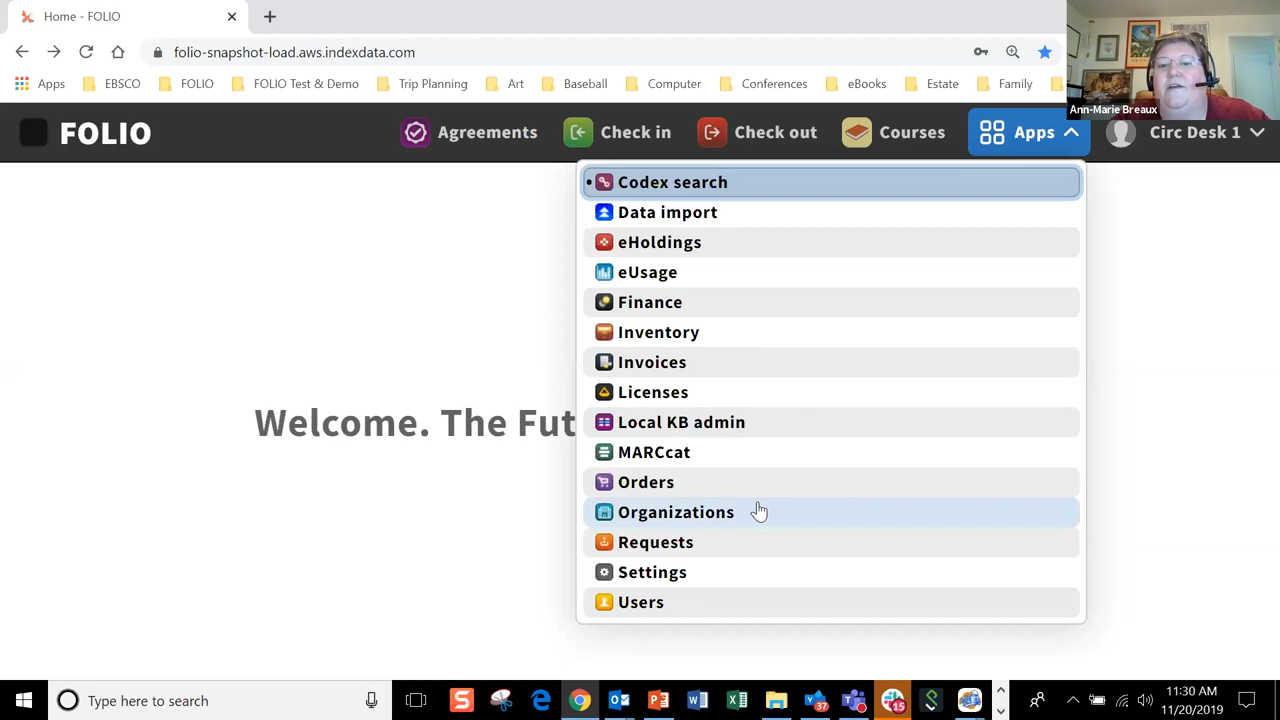 Home - FOLIO
folio-snapshot-load.aws.indexdata.com
Apps EBSCO FOLIO FOLIO Test & Demo Trip Planning Art Baseball Computer Conferences eBooks Estate Family
Ann-Marie Breaux
FOLIO Agreements Check in Check out Courses Apps Circ Desk 1
Codex search
Data import
eHoldings
eUsage
Finance
Inventory
Invoices
Licenses
Local KB admin
MARCcat
Orders
Organizations
Requests
Settings
Users
Welcome. The Fut
Type here to search
37
15
11:30 AM
11/20/2019